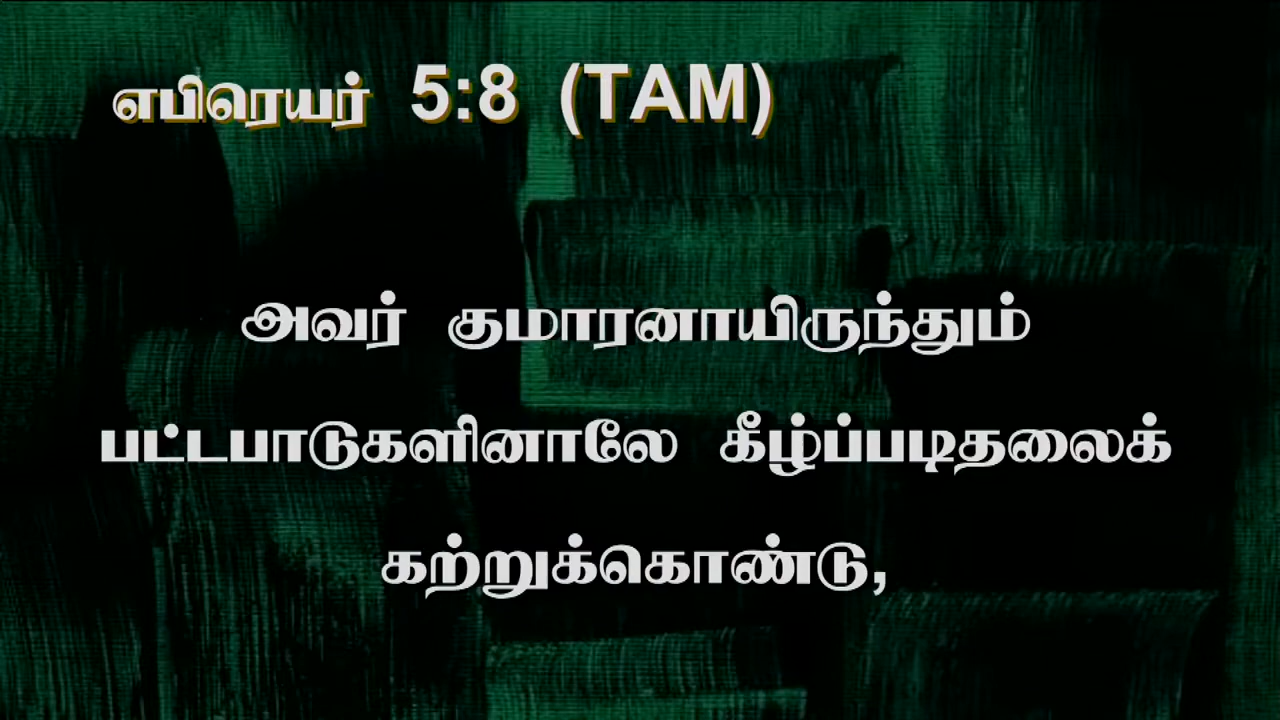 எபிரெயர் 5:8 (TAM)
அவர் குமாரனாயிருந்தும்
பட்டபாடுகளினாலே கீழ்ப்படிதலைக்
கற்றுக்கொண்டு,